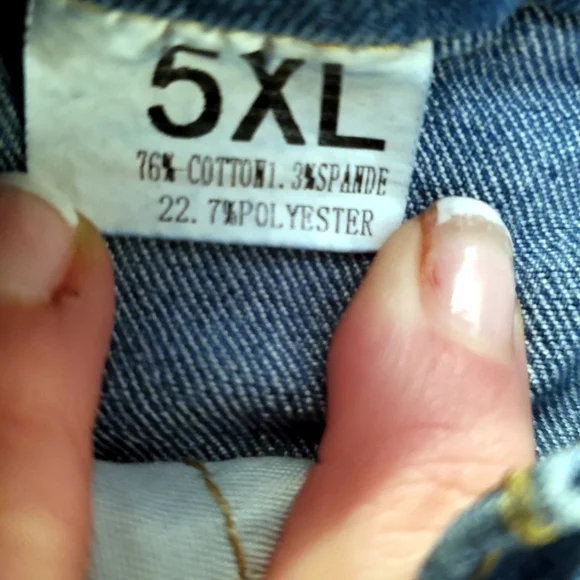 5XL
76% COTTON1.3%SPANDE
22.7%POLYESTER